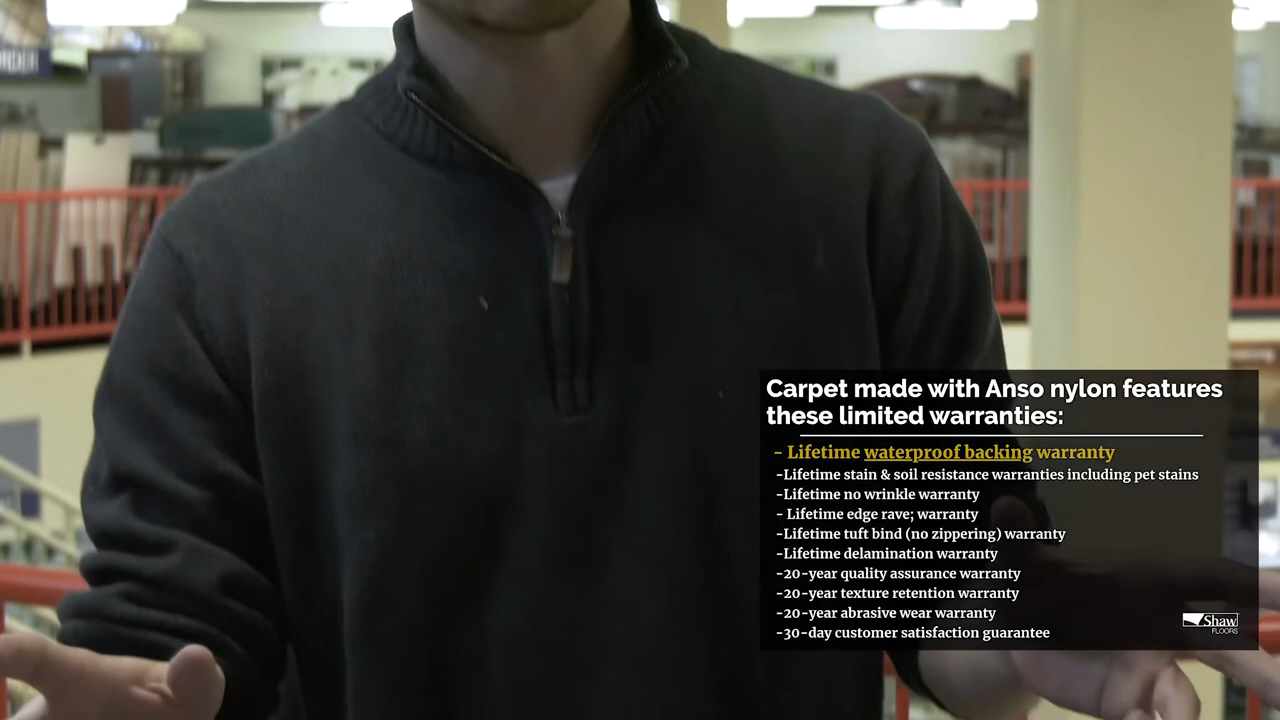 RDER
Carpet made with Anso nylon features
these limited warranties:
- Lifetime waterproof backing warranty
-Lifetime stain & soil resistance warranties including pet stains
-Lifetime no wrinkle warranty
- Lifetime edge rave; warranty
-Lifetime tuft bind (no zippering) warranty
-Lifetime delamination warranty
-20-year quality assurance warranty
-20-year texture retention warranty
-20-year abrasive wear warranty
-30-day customer satisfaction guarantee
Shaw
FLOORS